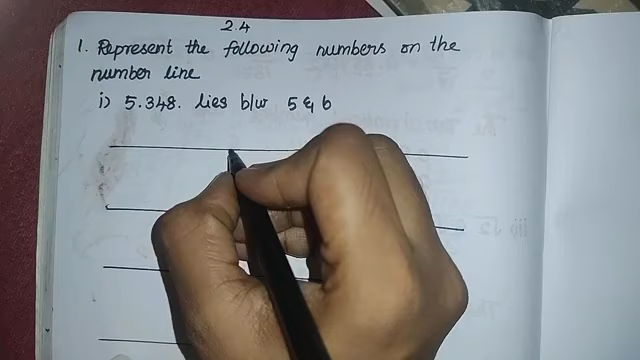 2.4
1. Represent the following numbers on the
number line
i) 5.348. lies b/w 5 & 6